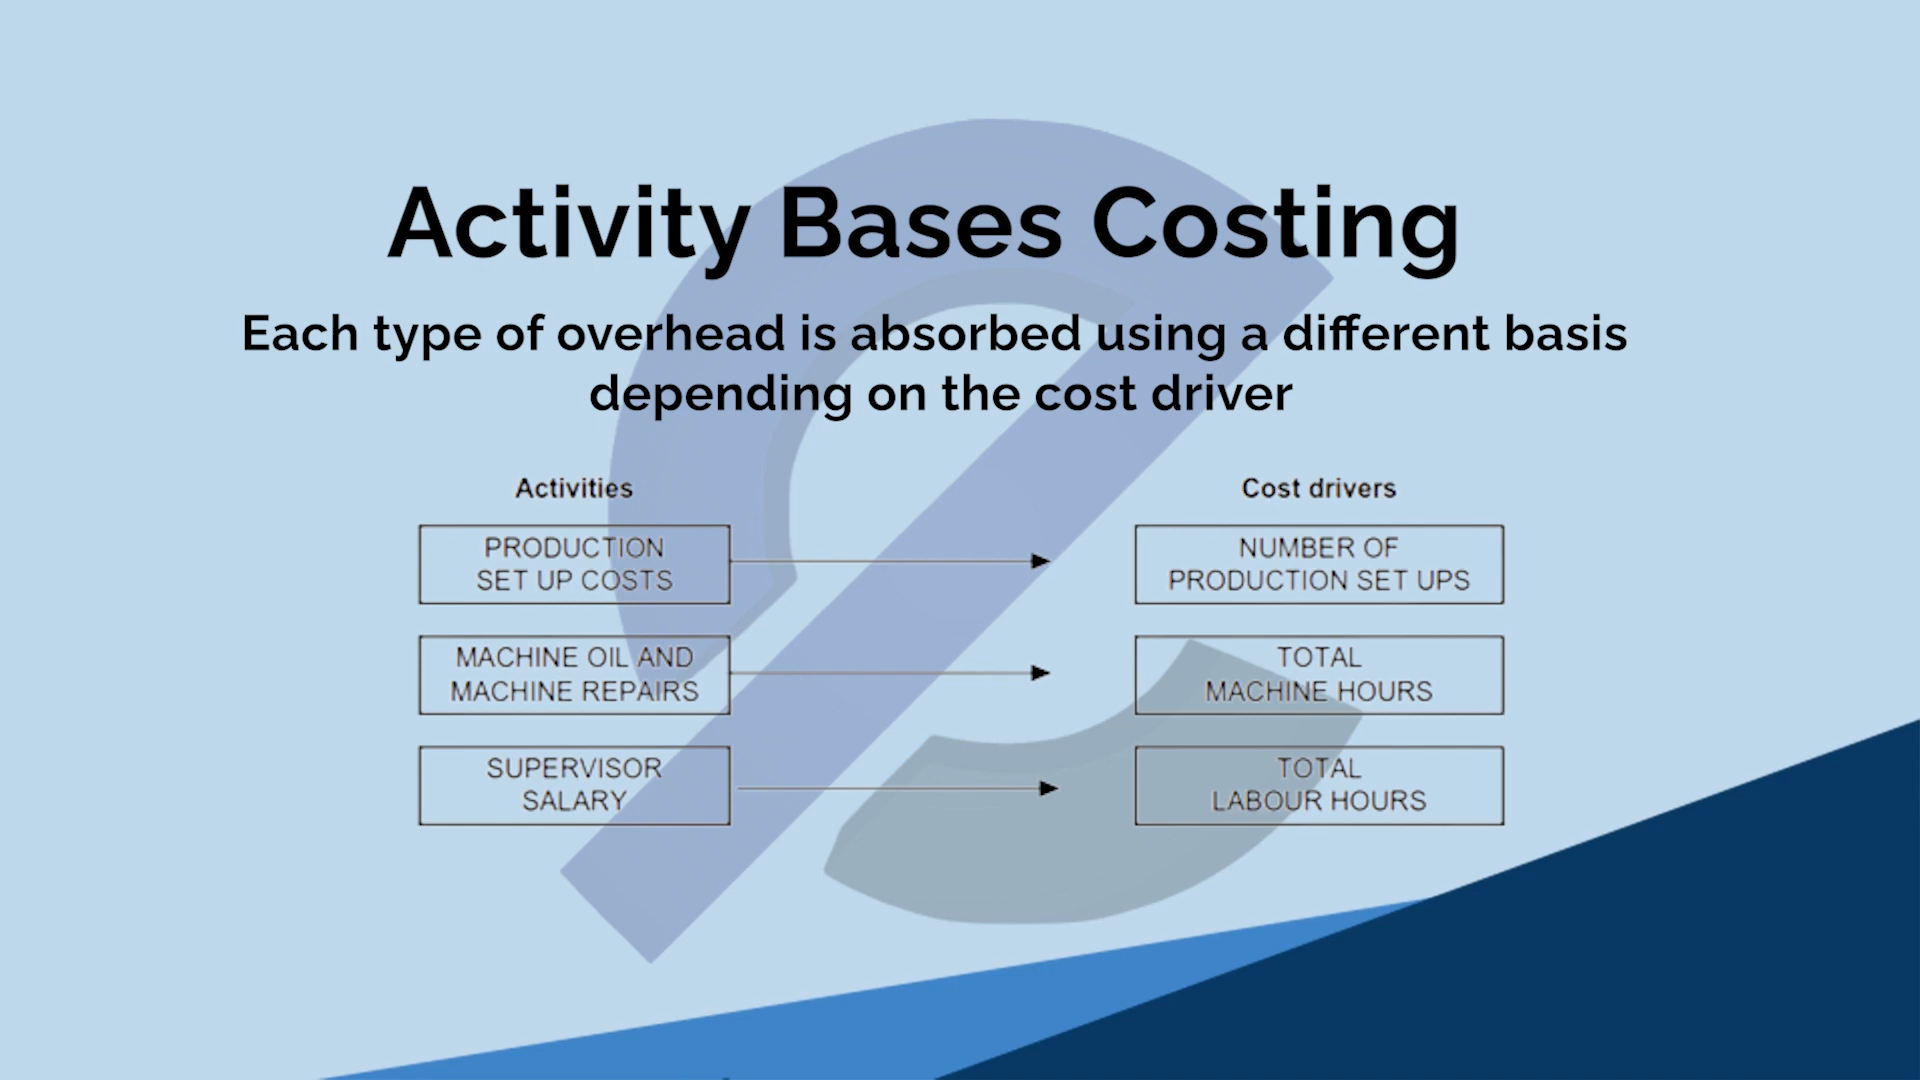 Activity Bases Costing
Each type of overhead is absorbed using a different basis
depending on the cost driver
Activities
Cost drivers
PRODUCTION
SET UP COSTS
NUMBER OF
PRODUCTION SET UPS
MACHINE OIL AND
MACHINE REPAIRS
TOTAL
MACHINE HOURS
SUPERVISOR
SALARY
TOTAL
LABOUR HOURS